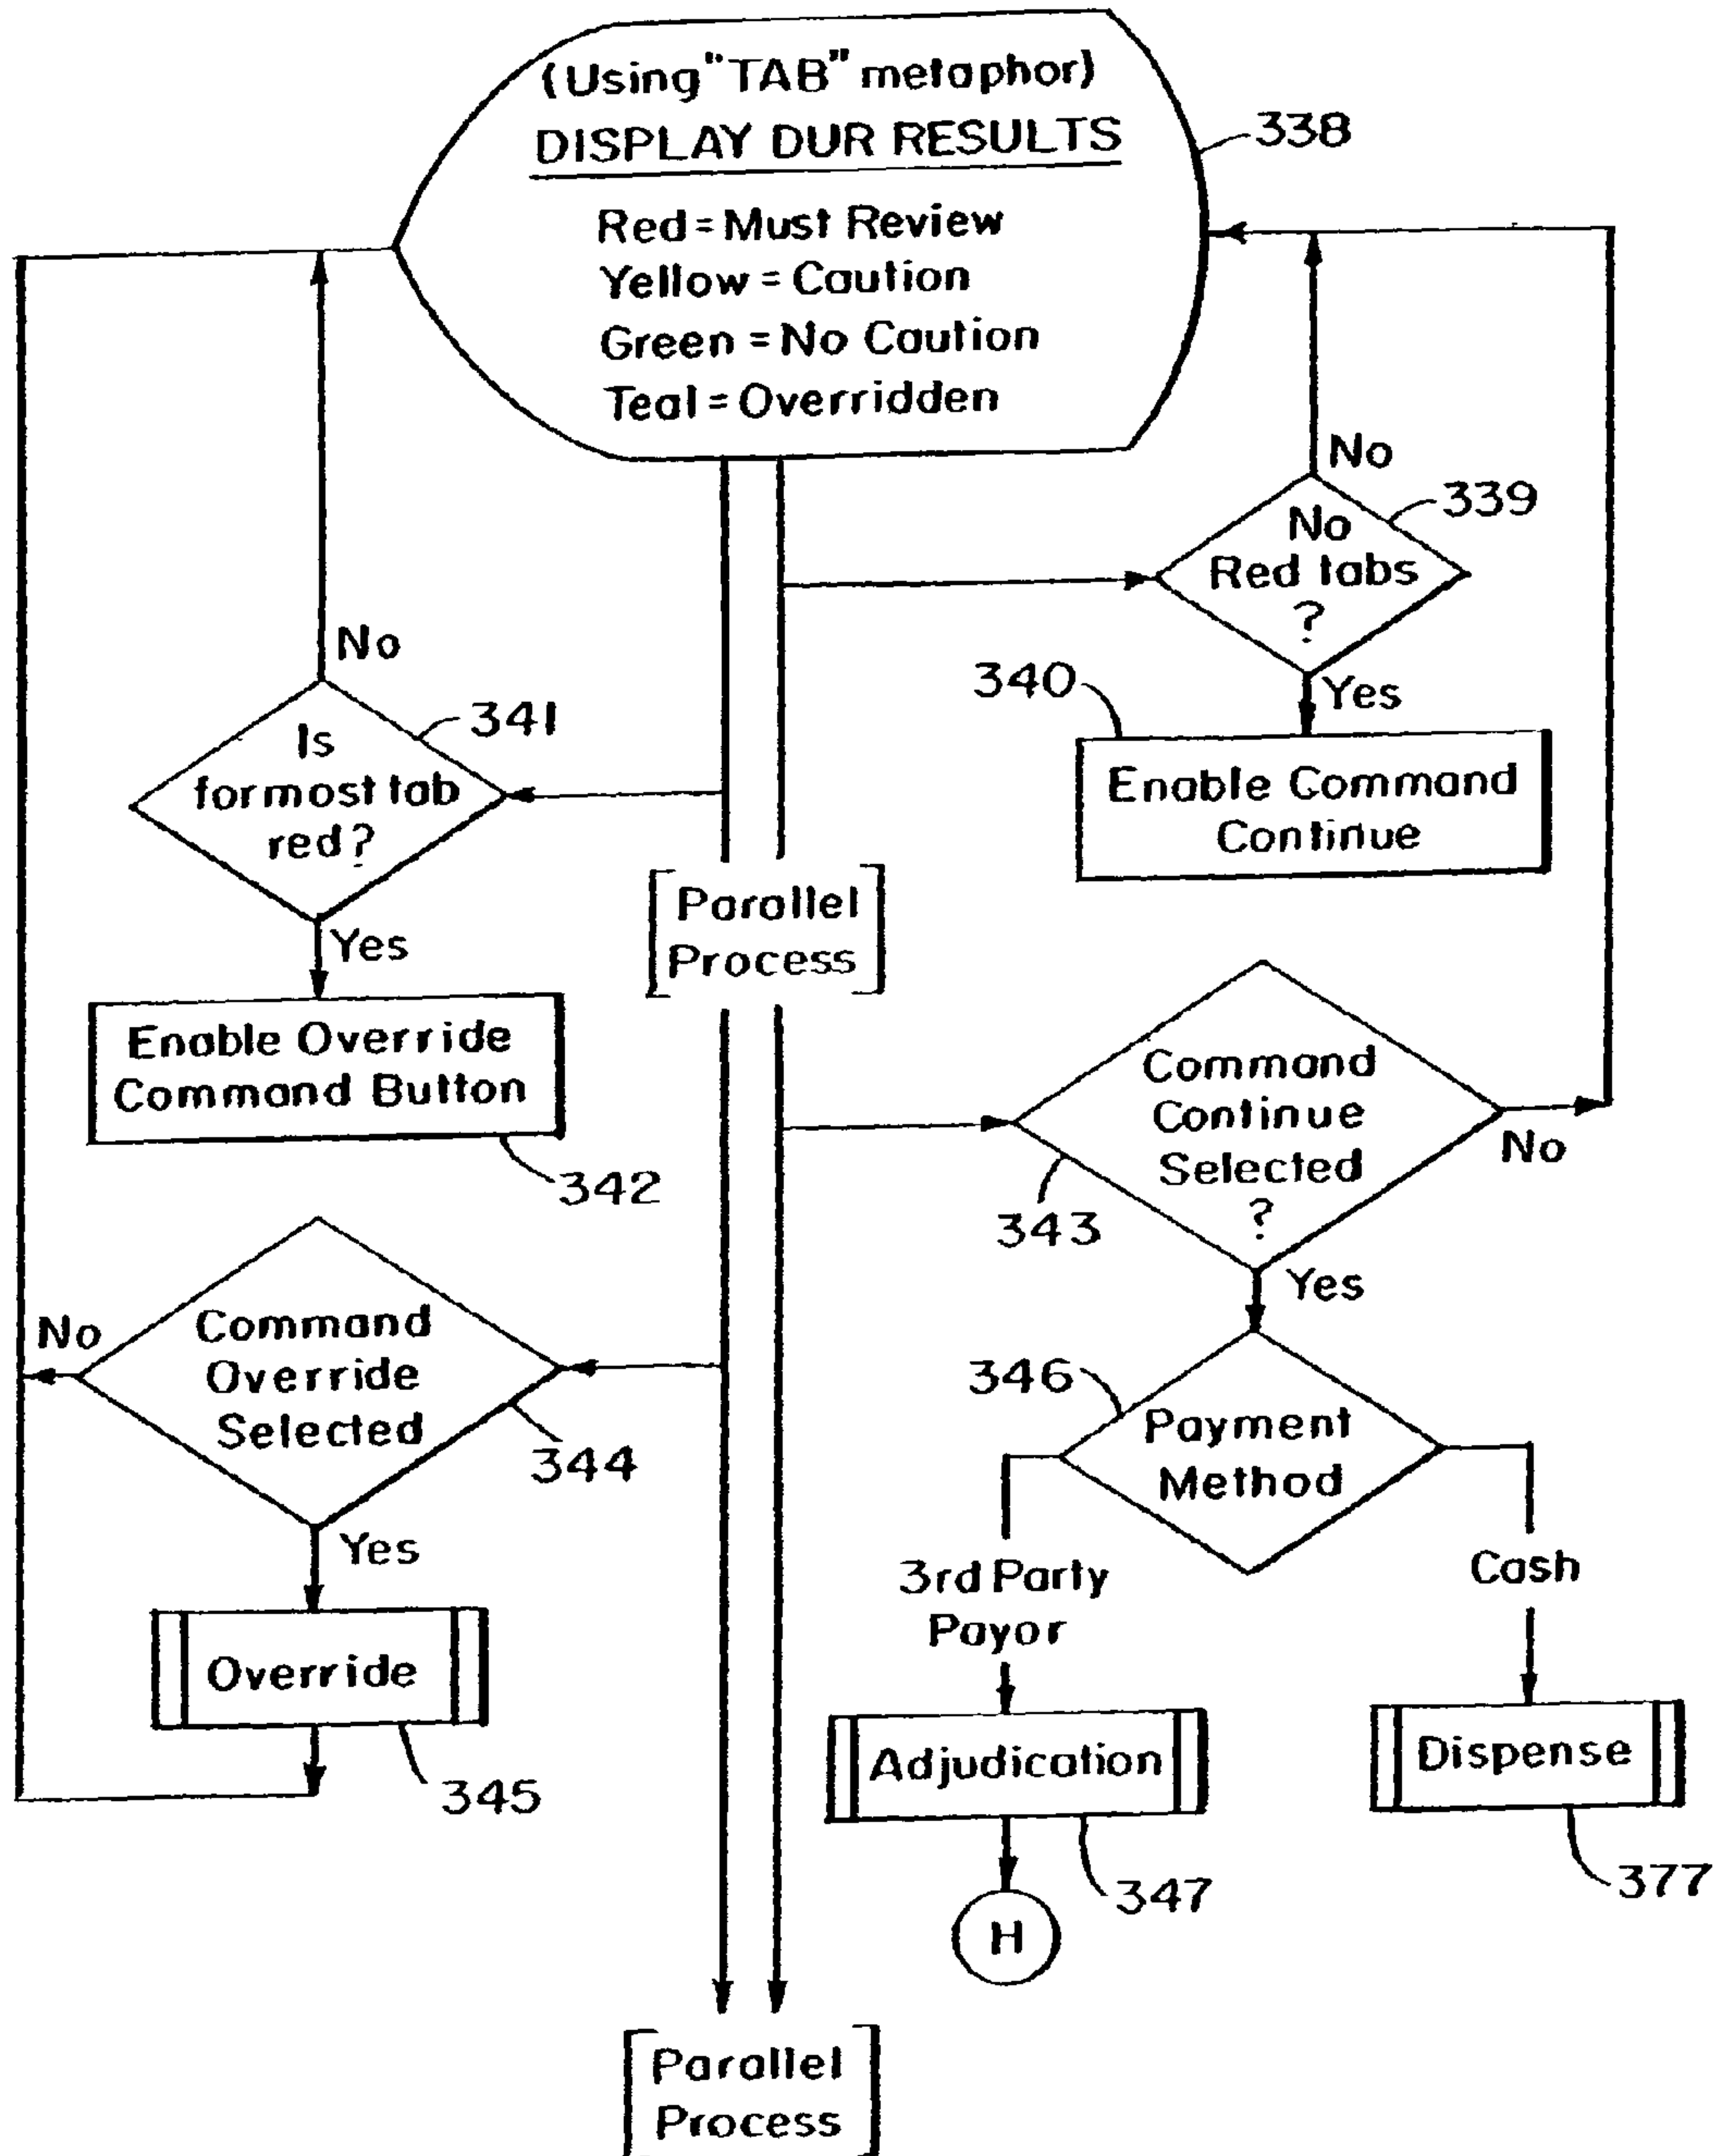 (Using "TAB" metaphor)
DISPLAY DUR RESULTS
Red = Must Review
Yellow = Caution
Green = No Caution
Teal = Overridden
338
No
339
No
Red tabs
?
Yes
340
Enable Command
Continue
No
341
Is
formost tab
red?
Yes
Enable Override
Command Button
342
[Parallel
Process]
Command
Continue
Selected
?
343
No
Yes
346
Payment
Method
3rd Party
Payor
Cash
Adjudication
347
H
Dispense
377
No
Command
Override
Selected
344
Yes
Override
345
[Parallel
Process]